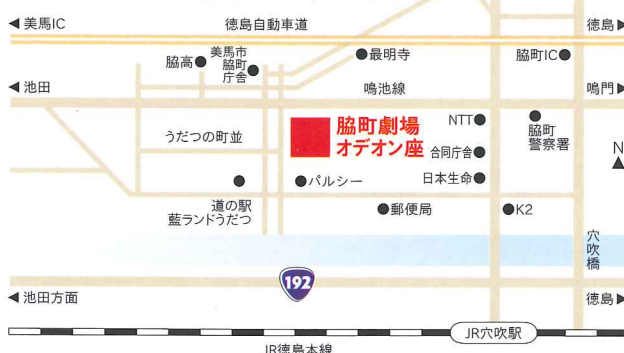 ◀美馬IC
徳島自動車道
徳島▶
脇高
美馬市
脇町
庁舎
最明寺
脇町IC
◀池田
鳴池線
鳴門▶
うだつの町並
脇町劇場
オデオン座
NTT
合同庁舎
日本生命
脇町
警察署
N
道の駅
藍ランドうだつ
パルシー
郵便局
K2
穴吹橋
192
◀池田方面
徳島▶
JR穴吹駅
JR徳島本線